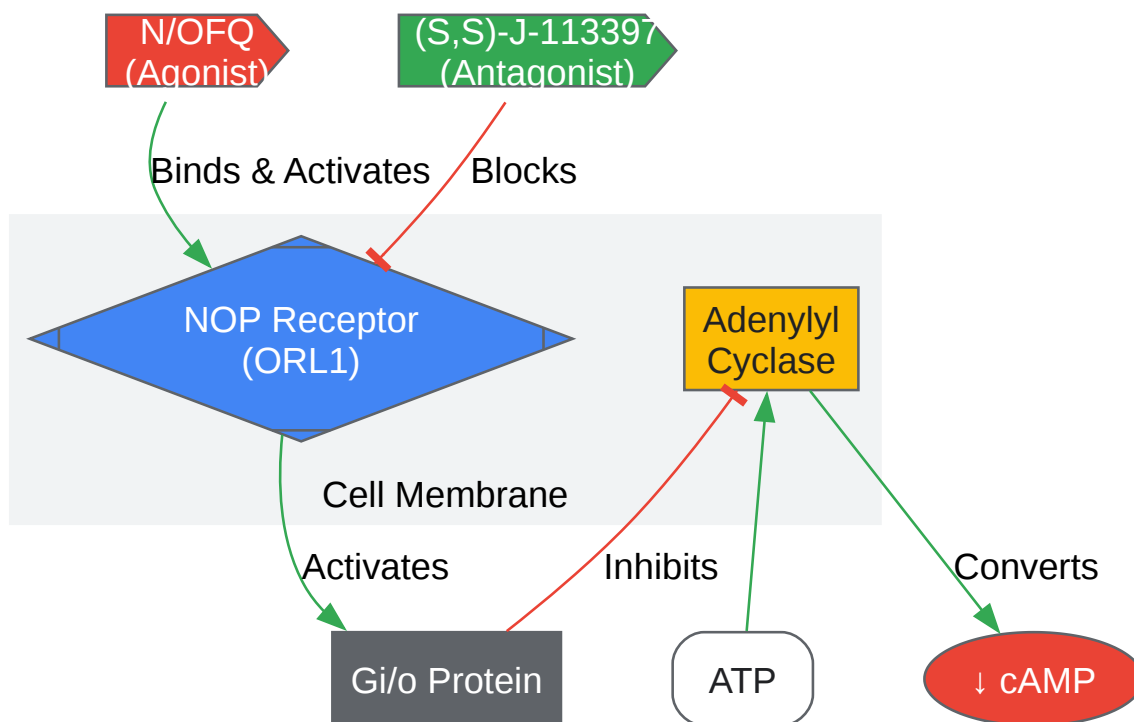 N/OFQ
(Agonist)
(S,S)-J-113397
(Antagonist)
Binds & Activates
Blocks
NOP Receptor
(ORL1)
Adenylyl
Cyclase
Cell Membrane
Activates
Inhibits
Converts
Gi/o Protein
ATP
↓ cAMP